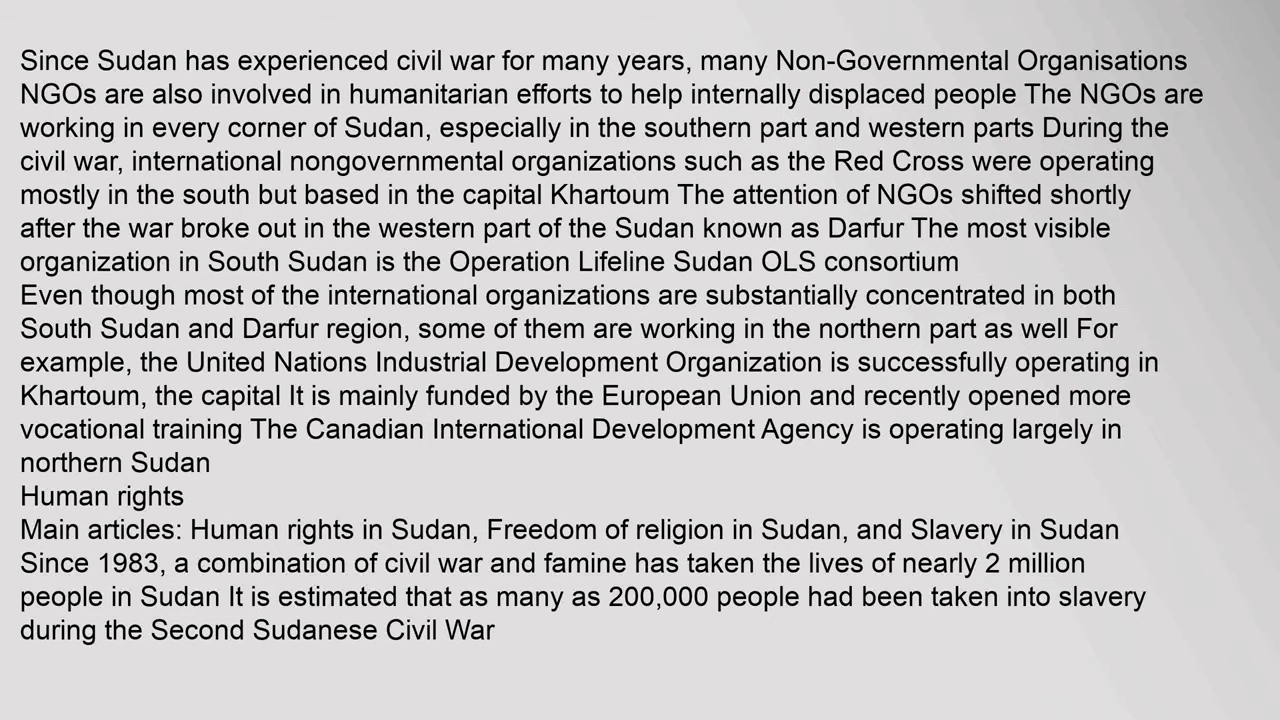 Since Sudan has experienced civil war for many years, many Non-Governmental Organisations
NGOs are also involved in humanitarian efforts to help internally displaced people The NGOs are
working in every corner of Sudan, especially in the southern part and western parts During the
civil war, international nongovernmental organizations such as the Red Cross were operating
mostly in the south but based in the capital Khartoum The attention of NGOs shifted shortly
after the war broke out in the western part of the Sudan known as Darfur The most visible
organization in South Sudan is the Operation Lifeline Sudan OLS consortium
Even though most of the international organizations are substantially concentrated in both
South Sudan and Darfur region, some of them are working in the northern part as well For
example, the United Nations Industrial Development Organization is successfully operating in
Khartoum, the capital It is mainly funded by the European Union and recently opened more
vocational training The Canadian International Development Agency is operating largely in
northern Sudan
Human rights
Main articles: Human rights in Sudan, Freedom of religion in Sudan, and Slavery in Sudan
Since 1983, a combination of civil war and famine has taken the lives of nearly 2 million
people in Sudan It is estimated that as many as 200,000 people had been taken into slavery
during the Second Sudanese Civil War